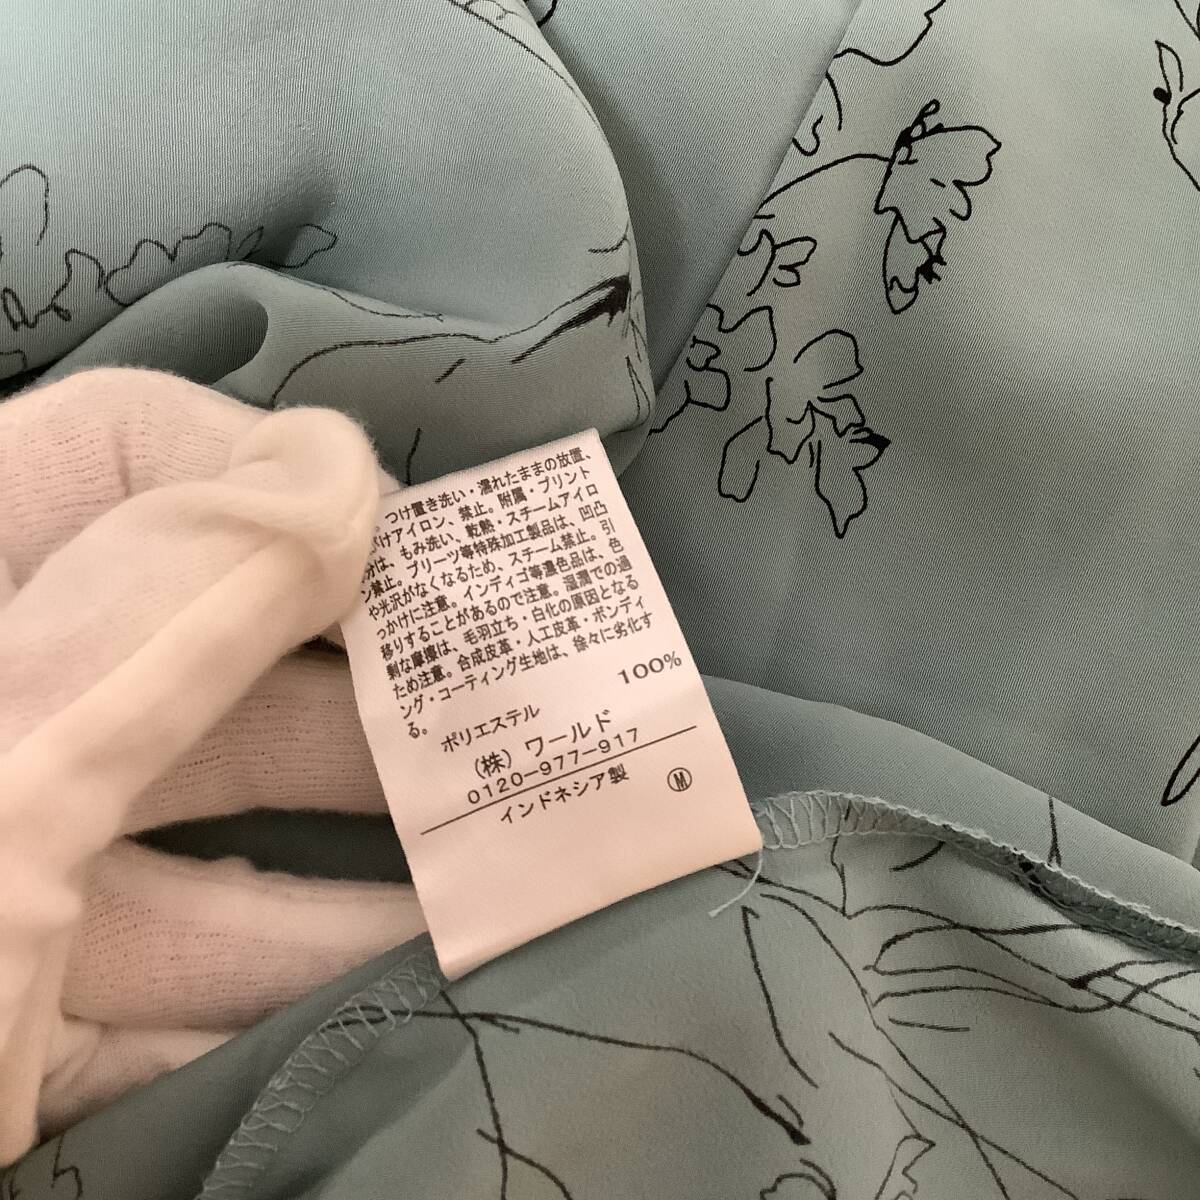 。つけ置き洗い・濡れたままの放置、
がけアイロン、禁止。附属・プリント
分は、もみ洗い、乾熱・スチームアイロ
ン禁止。プリーツ等特殊加工製品は、凹凸
や光沢がなくなるため、スチーム禁止。引
っかけに注意。インディゴ等濃色品は、色
移りすることがあるので注意。湿潤での過
剰な摩擦は、毛羽立ち・白化の原因となる
ため注意。合成皮革・人工皮革・ボンディ
ング・コーティング生地は、徐々に劣化す
る。
ポリエステル 100%
(株) ワールド
0120-977-917
インドネシア製 Ⓜ